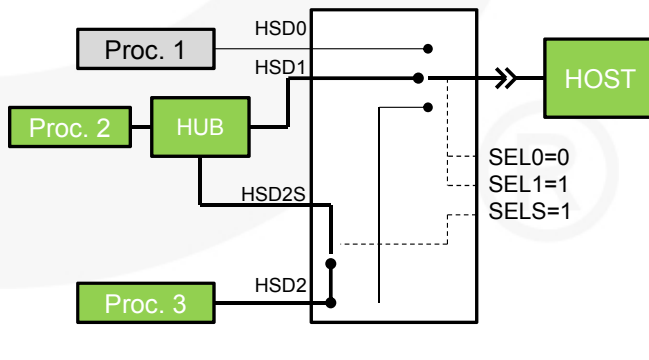 HSD0
Proc. 1
HSD1
HOST
Proc. 2
HUB
SEL0=0
SEL1=1
HSD2S
SELS=1
HSD2
Proc. 3
®